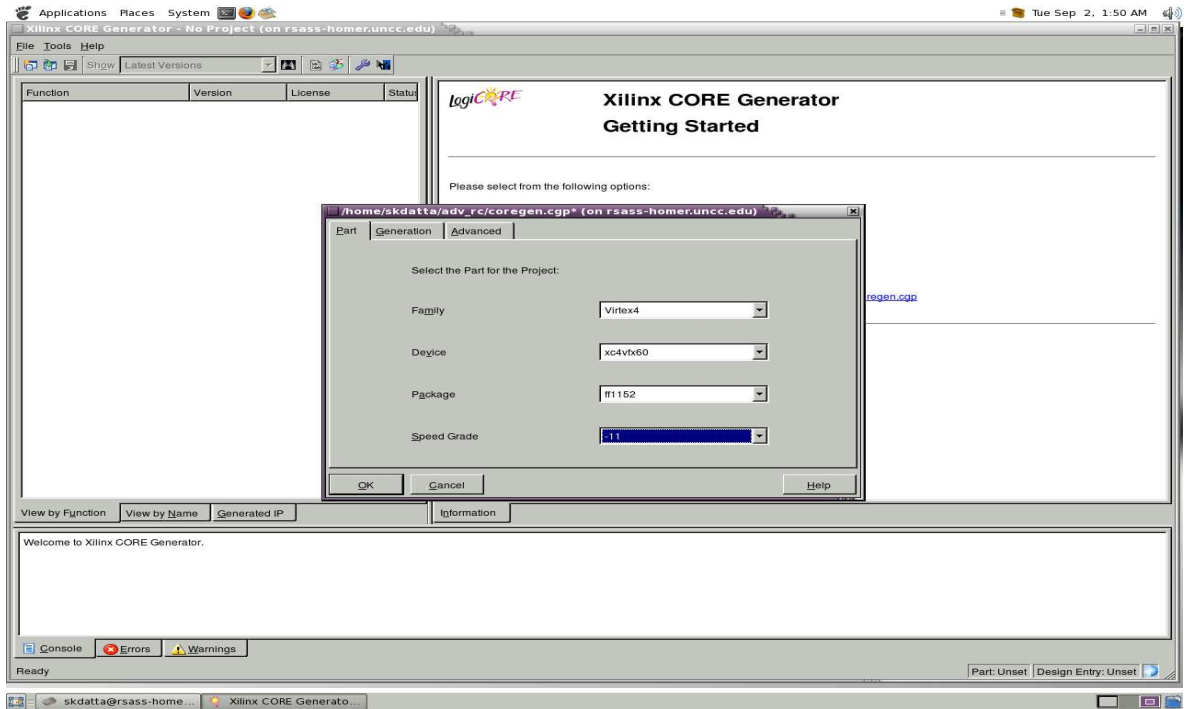 Applications Places System
Tue Sep 2, 1:50 AM
Xilinx CORE Generator - No Project (on rsass-homer.uncc.edu)
File Tools Help
Show Latest Versions
Function Version License Status
LogiCORE
Xilinx CORE Generator
Getting Started
Please select from the following options:
/home/skdatta/adv_rc/coregen.cgp* (on rsass-homer.uncc.edu)
Part Generation Advanced
Select the Part for the Project:
Family Virtex4
regen.cgp
Device xc4vfx60
Package ff1152
Speed Grade -11
OK Cancel Help
View by Function View by Name Generated IP
Information
Welcome to Xilinx CORE Generator.
Console Errors Warnings
Ready
Part: Unset Design Entry: Unset
skdatta@rsass-home... Xilinx CORE Generato...